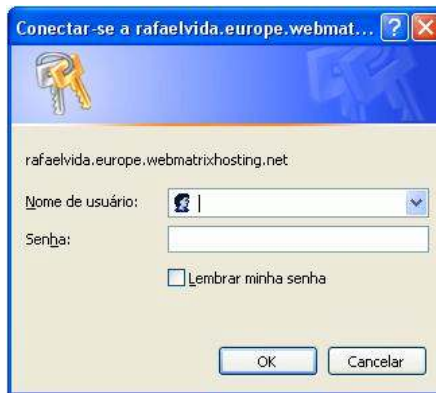 Conectar-se a rafaelvida.europe.webmat...
rafaelvida.europe.webmatrixhosting.net
Nome de usuário:
Senha:
Lembrar minha senha
OK Cancelar